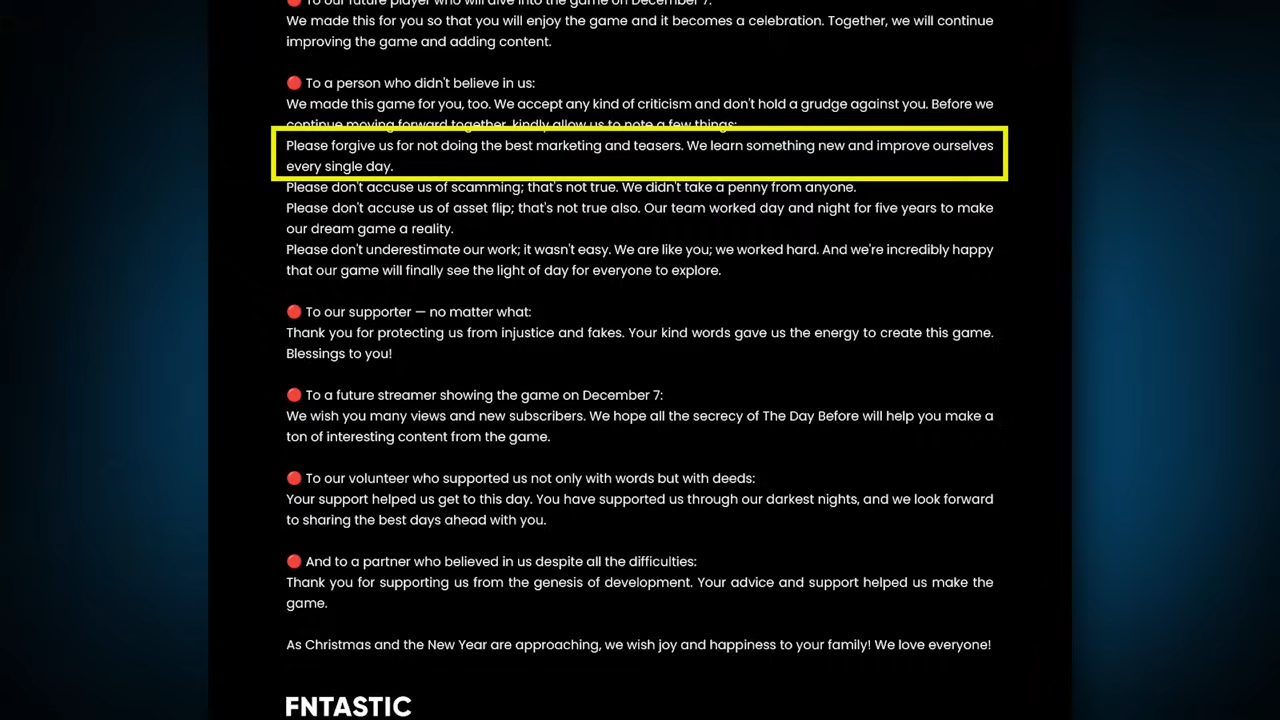 🔴 To our future player who will dive into the game on December 7:
We made this for you so that you will enjoy the game and it becomes a celebration. Together, we will continue
improving the game and adding content.
🔴 To a person who didn't believe in us:
We made this game for you, too. We accept any kind of criticism and don't hold a grudge against you. Before we
continue moving forward together, kindly allow us to note a few things:
Please forgive us for not doing the best marketing and teasers. We learn something new and improve ourselves
every single day.
Please don't accuse us of scamming; that's not true. We didn't take a penny from anyone.
Please don't accuse us of asset flip; that's not true also. Our team worked day and night for five years to make
our dream game a reality.
Please don't underestimate our work; it wasn't easy. We are like you; we worked hard. And we're incredibly happy
that our game will finally see the light of day for everyone to explore.
🔴 To our supporter — no matter what:
Thank you for protecting us from injustice and fakes. Your kind words gave us the energy to create this game.
Blessings to you!
🔴 To a future streamer showing the game on December 7:
We wish you many views and new subscribers. We hope all the secrecy of The Day Before will help you make a
ton of interesting content from the game.
🔴 To our volunteer who supported us not only with words but with deeds:
Your support helped us get to this day. You have supported us through our darkest nights, and we look forward
to sharing the best days ahead with you.
🔴 And to a partner who believed in us despite all the difficulties:
Thank you for supporting us from the genesis of development. Your advice and support helped us make the
game.
As Christmas and the New Year are approaching, we wish joy and happiness to your family! We love everyone!
FNTASTIC